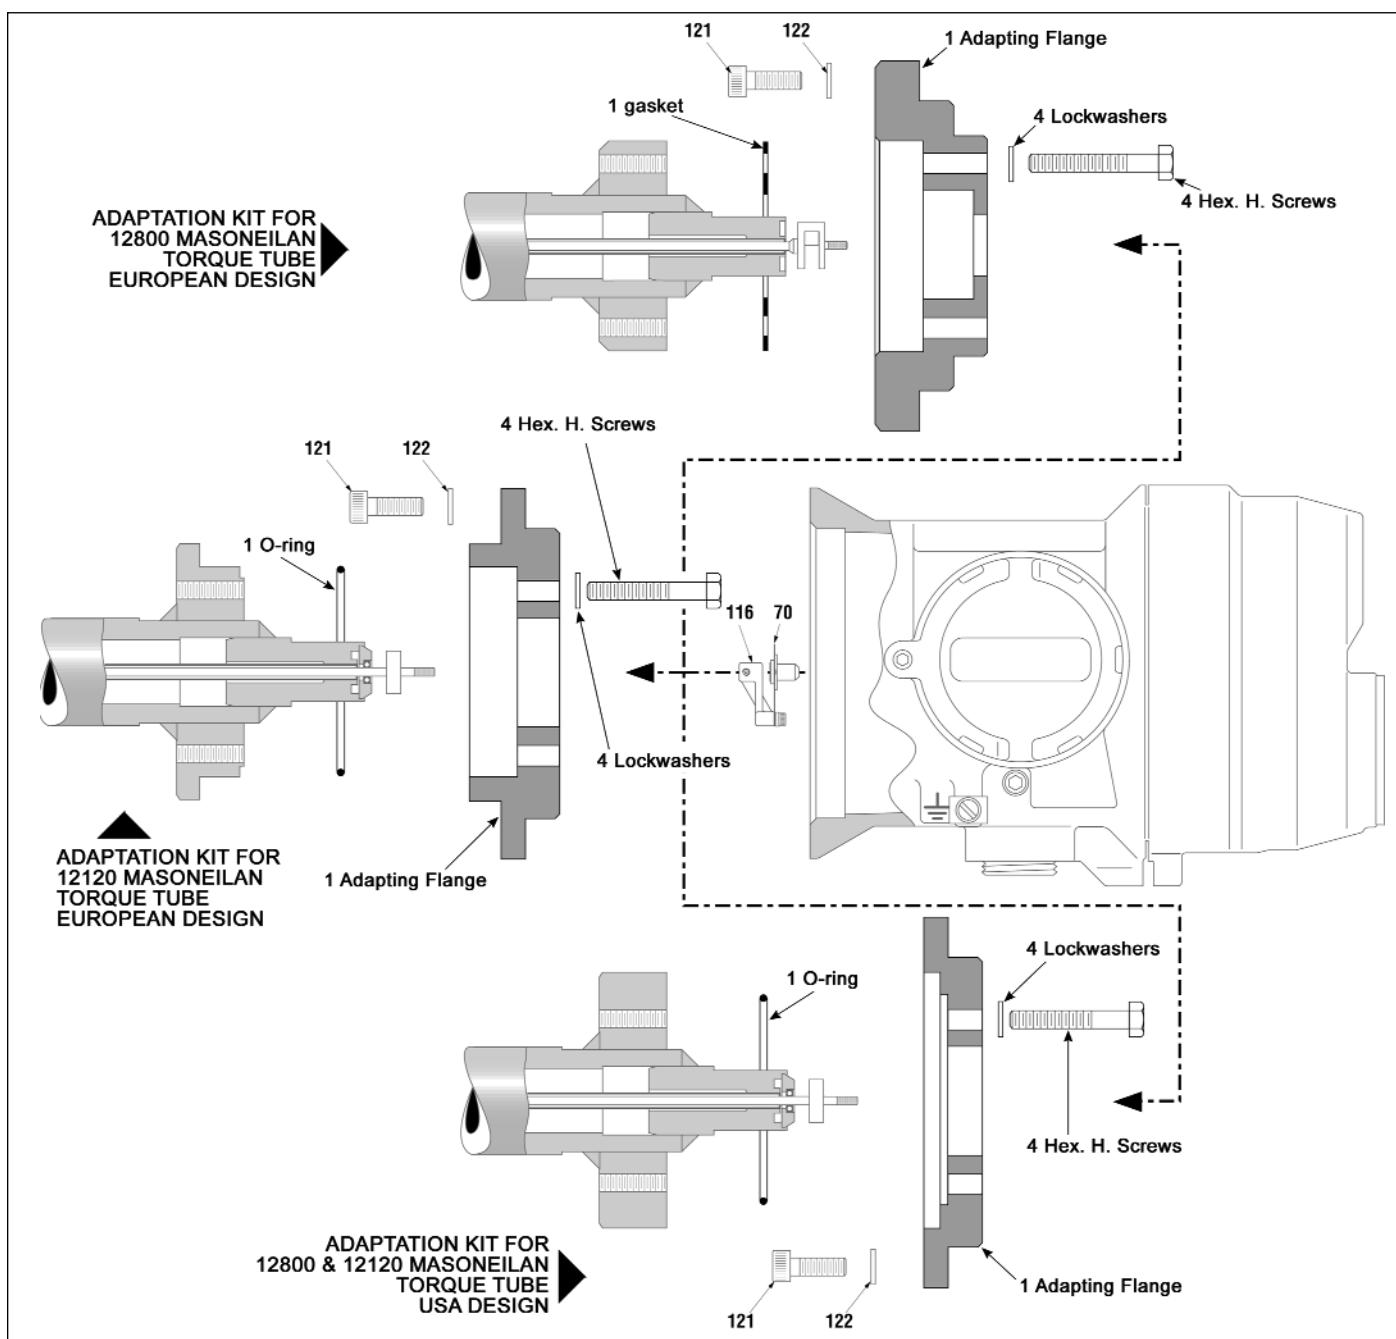 121
122
1 Adapting Flange
1 gasket
4 Lockwashers
4 Hex. H. Screws
ADAPTATION KIT FOR
12800 MASONEILAN
TORQUE TUBE
EUROPEAN DESIGN
4 Hex. H. Screws
121
122
1 O-ring
116
70
4 Lockwashers
1 Adapting Flange
ADAPTATION KIT FOR
12120 MASONEILAN
TORQUE TUBE
EUROPEAN DESIGN
4 Lockwashers
1 O-ring
4 Hex. H. Screws
ADAPTATION KIT FOR
12800 & 12120 MASONEILAN
TORQUE TUBE
USA DESIGN
1 Adapting Flange
121
122